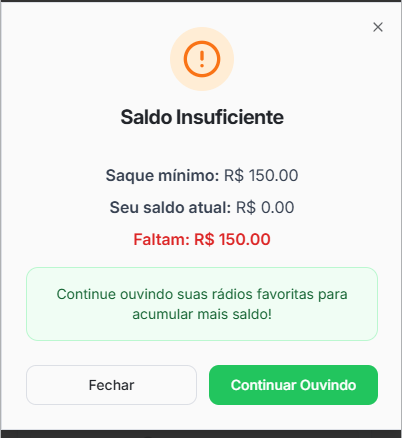 Saldo Insuficiente
Saque mínimo: R$ 150.00
Seu saldo atual: R$ 0.00
Faltam: R$ 150.00
Continue ouvindo suas rádios favoritas para
acumular mais saldo!
Fechar
Continuar Ouvindo